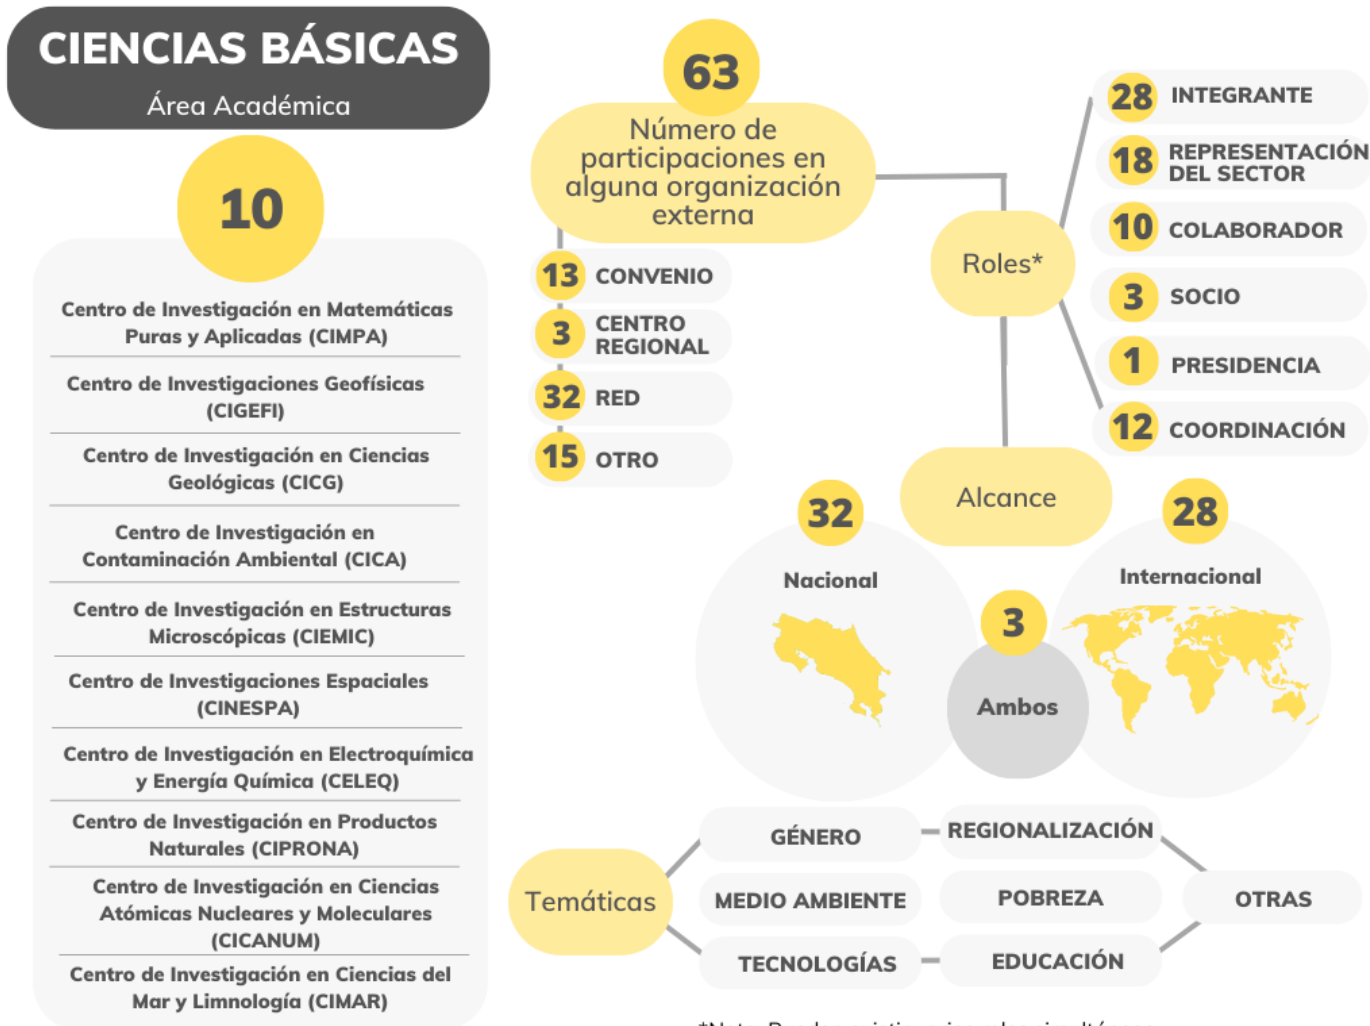 CIENCIAS BÁSICAS
Área Académica
10
Centro de Investigación en Matemáticas
Puras y Aplicadas (CIMPA)
Centro de Investigaciones Geofísicas
(CIGEFI)
Centro de Investigación en Ciencias
Geológicas (CICG)
Centro de Investigación en
Contaminación Ambiental (CICA)
Centro de Investigación en Estructuras
Microscópicas (CIEMIC)
Centro de Investigaciones Espaciales
(CINESPA)
Centro de Investigación en Electroquímica
y Energía Química (CELEQ)
Centro de Investigación en Productos
Naturales (CIPRONA)
Centro de Investigación en Ciencias
Atómicas Nucleares y Moleculares
(CICANUM)
Centro de Investigación en Ciencias del
Mar y Limnología (CIMAR)
63
Número de
participaciones en
alguna organización
externa
13 CONVENIO
3 CENTRO
REGIONAL
32 RED
15 OTRO
Roles*
28 INTEGRANTE
18 REPRESENTACIÓN
DEL SECTOR
10 COLABORADOR
3 SOCIO
1 PRESIDENCIA
12 COORDINACIÓN
Alcance
32
Nacional
28
Internacional
3
Ambos
Temáticas
GÉNERO
REGIONALIZACIÓN
MEDIO AMBIENTE
POBREZA
OTRAS
TECNOLOGÍAS
EDUCACIÓN